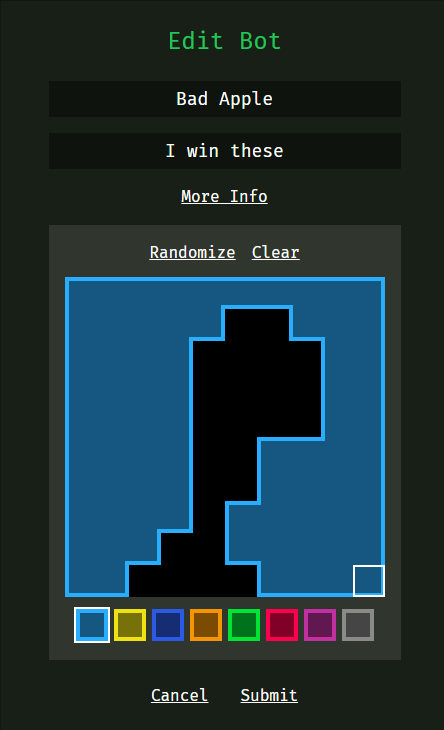 Edit Bot
Bad Apple
I win these
More Info
Randomize Clear
Cancel Submit